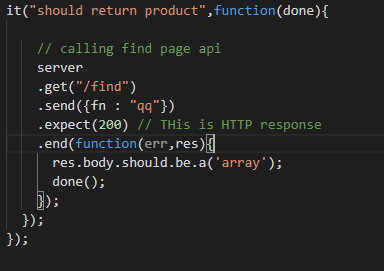 it("should return product",function(done){
// calling find page api
server
.get("/find")
.send({fn : "qq"})
.expect(200) // THis is HTTP response
.end(function(err,res){
res.body.should.be.a('array');
done();
});
});
});